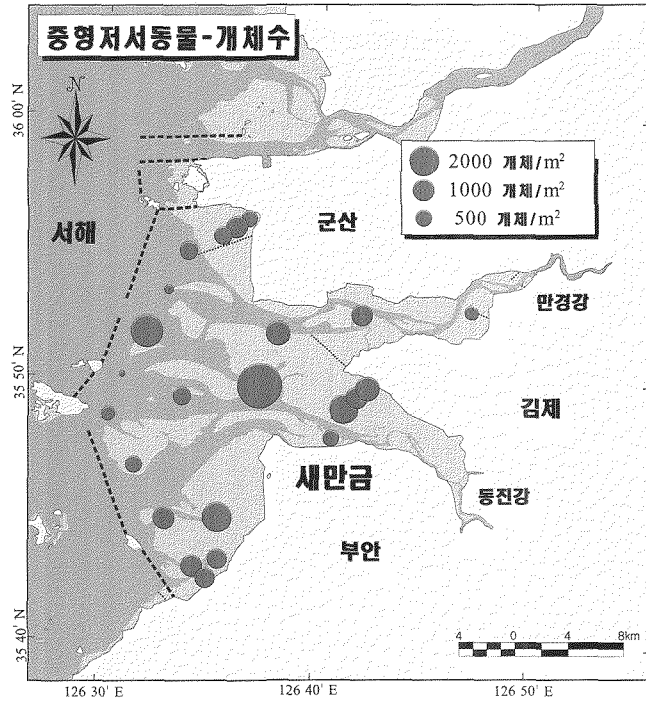 중형저서동물-개체수
N
36 00' N
2000 개체/m²
1000 개체/m²
500 개체/m²
서해
군산
만경강
35 50' N
김제
새만금
동진강
부안
35 40' N
4 0 4 8km
126 30' E
126 40' E
126 50' E